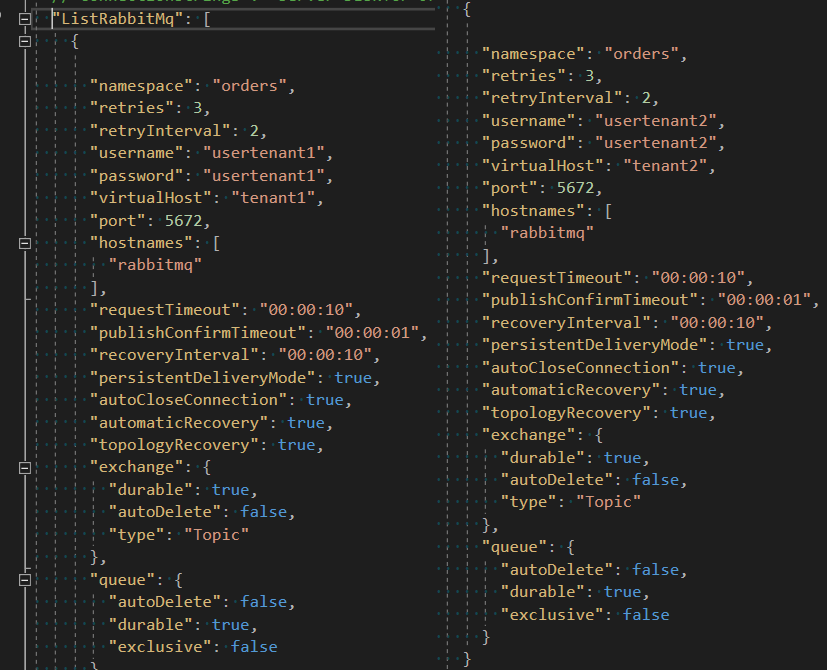 "ListRabbitMq": [
{
"namespace": "orders",
"retries": 3,
"retryInterval": 2,
"username": "usertenant1",
"password": "usertenant1",
"virtualHost": "tenant1",
"port": 5672,
"hostnames": [
"rabbitmq"
],
"requestTimeout": "00:00:10",
"publishConfirmTimeout": "00:00:01",
"recoveryInterval": "00:00:10",
"persistentDeliveryMode": true,
"autoCloseConnection": true,
"automaticRecovery": true,
"topologyRecovery": true,
"exchange": {
"durable": true,
"autoDelete": false,
"type": "Topic"
},
"queue": {
"autoDelete": false,
"durable": true,
"exclusive": false
}
{
"namespace": "orders",
"retries": 3,
"retryInterval": 2,
"username": "usertenant2",
"password": "usertenant2",
"virtualHost": "tenant2",
"port": 5672,
"hostnames": [
"rabbitmq"
],
"requestTimeout": "00:00:10",
"publishConfirmTimeout": "00:00:01",
"recoveryInterval": "00:00:10",
"persistentDeliveryMode": true,
"autoCloseConnection": true,
"automaticRecovery": true,
"topologyRecovery": true,
"exchange": {
"durable": true,
"autoDelete": false,
"type": "Topic"
},
"queue": {
"autoDelete": false,
"durable": true,
"exclusive": false
}
}